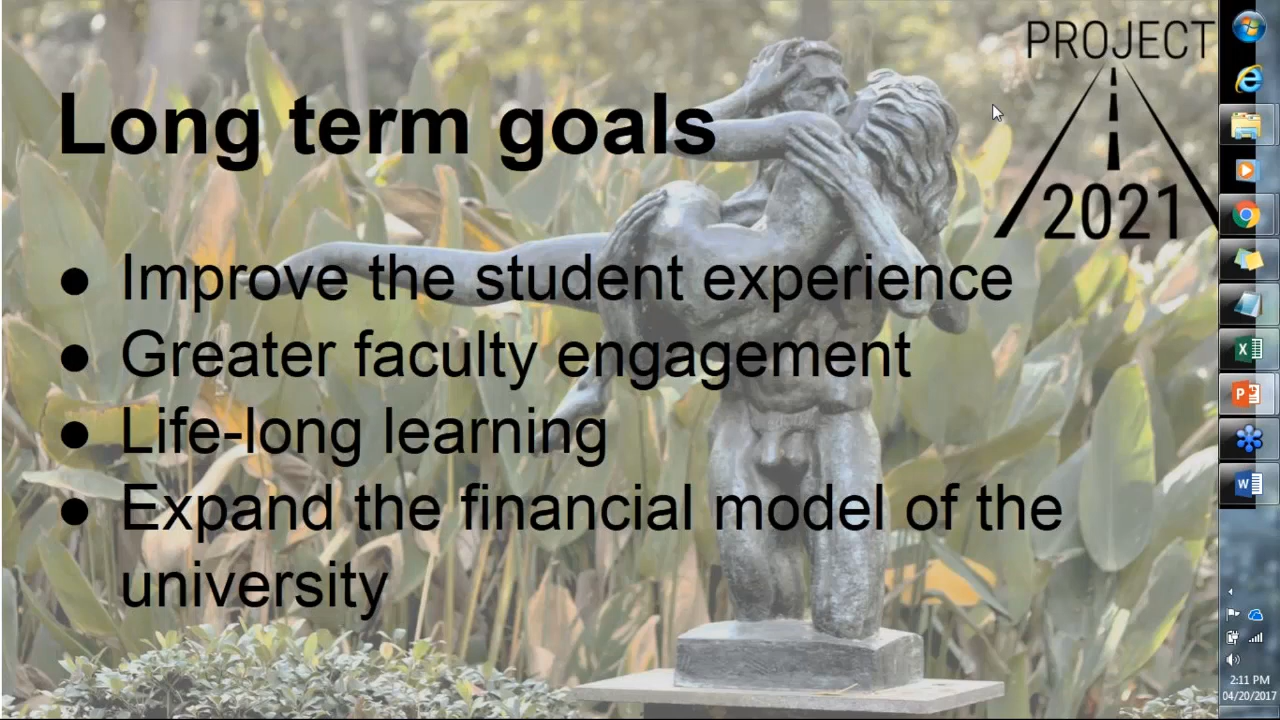 PROJECT
2021
Long term goals
● Improve the student experience
● Greater faculty engagement
● Life-long learning
● Expand the financial model of the
university
2:11 PM
04/20/2017